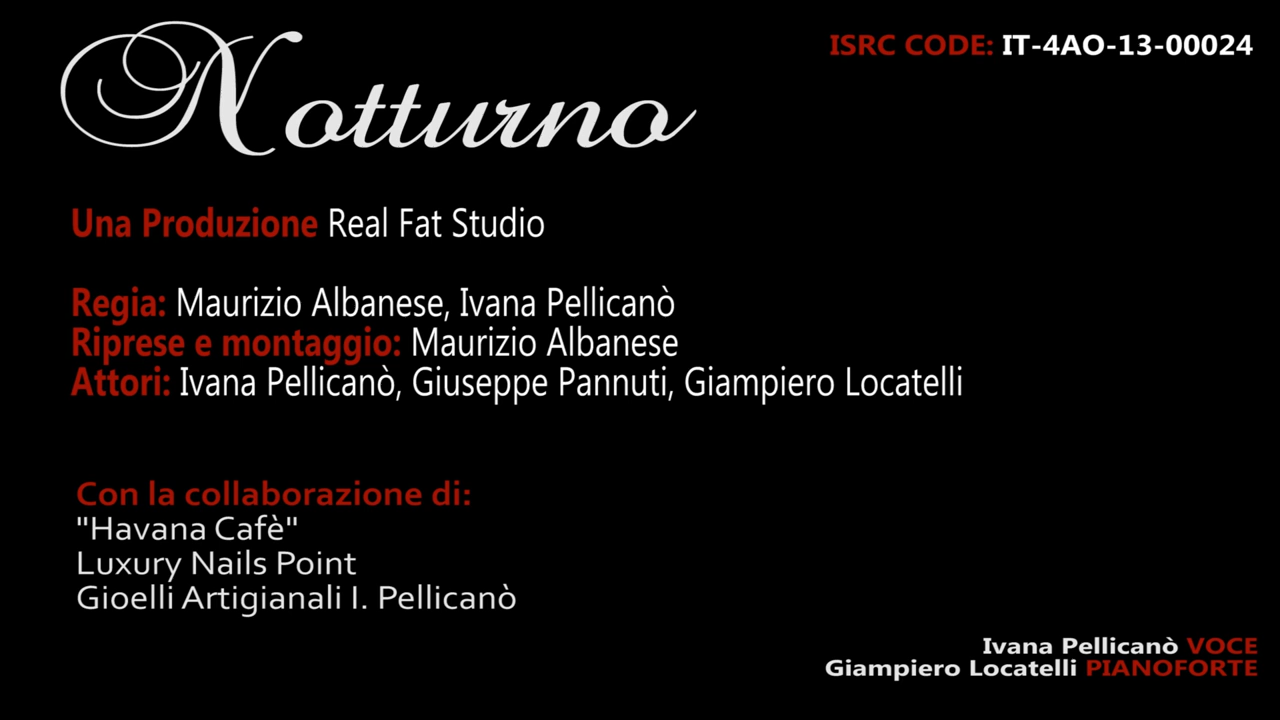 Notturno
ISRC CODE: IT-4AO-13-00024
Una Produzione Real Fat Studio
Regia: Maurizio Albanese, Ivana Pellicanò
Riprese e montaggio: Maurizio Albanese
Attori: Ivana Pellicanò, Giuseppe Pannuti, Giampiero Locatelli
Con la collaborazione di:
"Havana Cafè"
Luxury Nails Point
Gioelli Artigianali I. Pellicanò
Ivana Pellicanò VOCE
Giampiero Locatelli PIANOFORTE